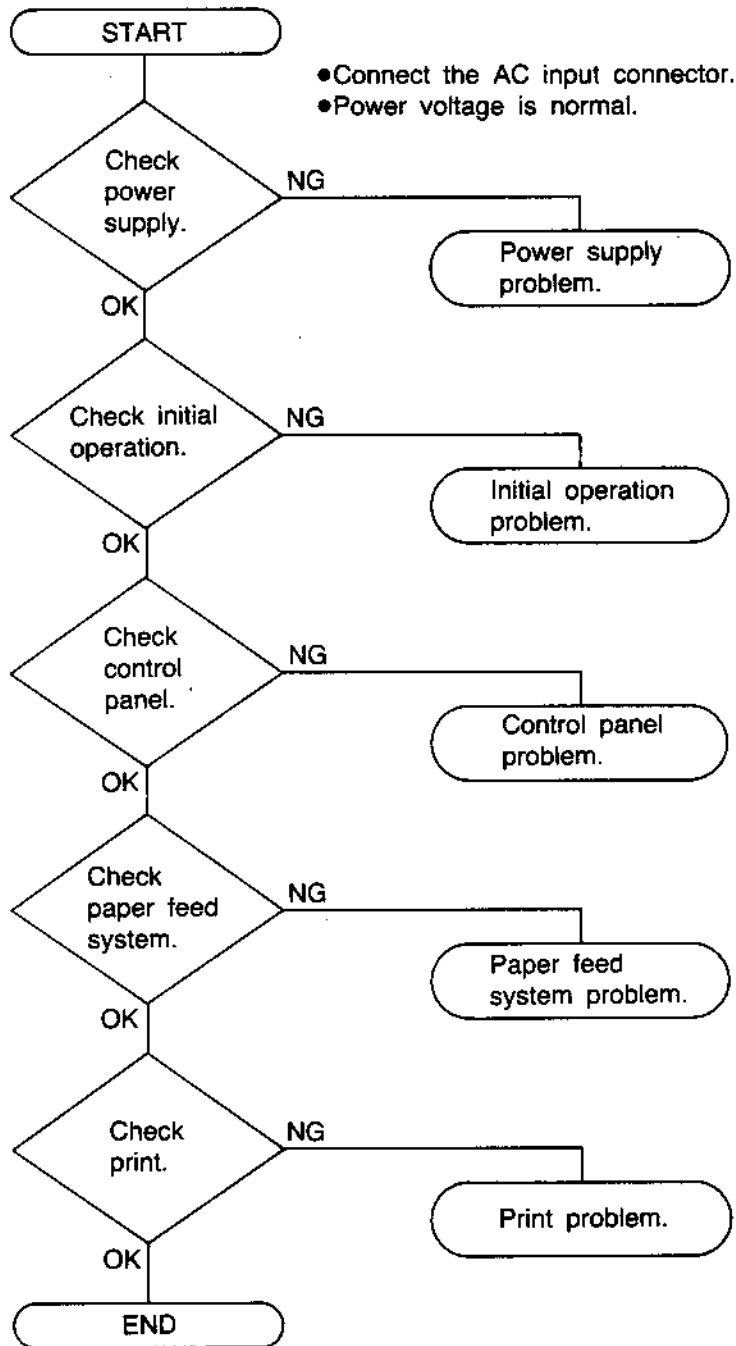 START
●Connect the AC input connector.
●Power voltage is normal.
Check
power
supply.
NG
Power supply
problem.
OK
Check initial
operation.
NG
Initial operation
problem.
OK
Check
control
panel.
NG
Control panel
problem.
OK
Check
paper feed
system.
NG
Paper feed
system problem.
OK
Check
print.
NG
Print problem.
OK
END